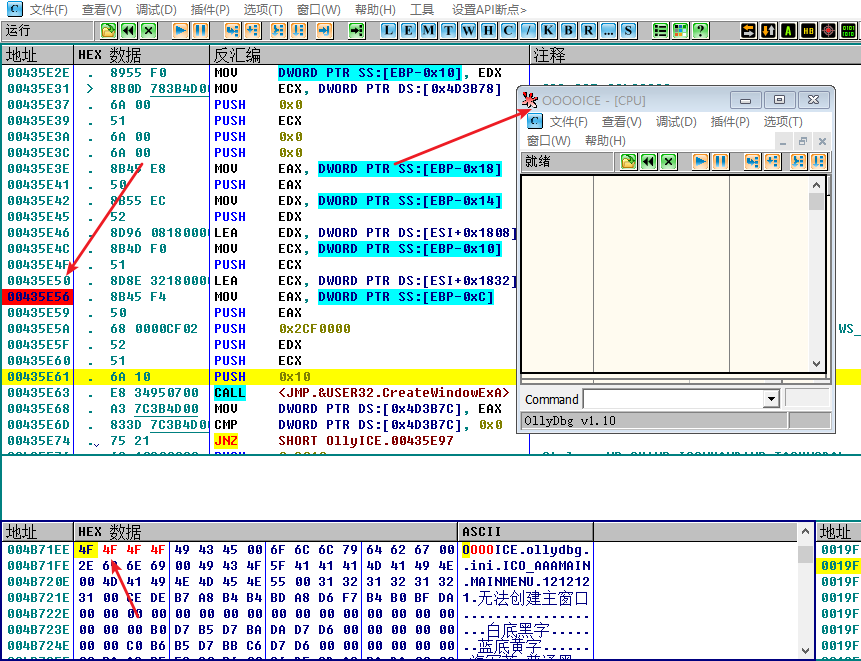 文件(F) 查看(V) 调试(D) 插件(P) 选项(T) 窗口(W) 帮助(H) 工具 设置API断点>
运行 L E M T W H C / K B R ... S
地址 HEX 数据 反汇编 注释
00435E2E . 8955 F0 MOV DWORD PTR SS:[EBP-0x10], EDX
00435E31 > 8B0D 783B4D00 MOV ECX, DWORD PTR DS:[0x4D3B78]
00435E37 . 6A 00 PUSH 0x0
00435E39 . 51 PUSH ECX
00435E3A . 6A 00 PUSH 0x0
00435E3C . 6A 00 PUSH 0x0
00435E3E . 8B45 E8 MOV EAX, DWORD PTR SS:[EBP-0x18]
00435E41 . 50 PUSH EAX
00435E42 . 8B55 EC MOV EDX, DWORD PTR SS:[EBP-0x14]
00435E45 . 52 PUSH EDX
00435E46 . 8D96 08180000 LEA EDX, DWORD PTR DS:[ESI+0x1808]
00435E4C . 8B4D F0 MOV ECX, DWORD PTR SS:[EBP-0x10]
00435E4F . 51 PUSH ECX
00435E50 . 8D8E 32180000 LEA ECX, DWORD PTR DS:[ESI+0x1832]
00435E56 . 8B45 F4 MOV EAX, DWORD PTR SS:[EBP-0xC]
00435E59 . 50 PUSH EAX
00435E5A . 68 0000CF02 PUSH 0x2CF0000 WS_
00435E5F . 52 PUSH EDX
00435E60 . 51 PUSH ECX
00435E61 . 6A 10 PUSH 0x10
00435E63 . E8 34950700 CALL <JMP.&USER32.CreateWindowExA>
00435E68 . A3 7C3B4D00 MOV DWORD PTR DS:[0x4D3B7C], EAX
00435E6D . 833D 7C3B4D00 CMP DWORD PTR DS:[0x4D3B7C], 0x0
00435E74 . 75 21 JNZ SHORT OllyICE.00435E97
OOOOICE - [CPU]
文件(F) 查看(V) 调试(D) 插件(P) 选项(T)
窗口(W) 帮助(H)
就绪
Command
OllyDbg v1.10
地址 HEX 数据 ASCII 地址
004B71EE 4F 4F 4F 4F 49 43 45 00 6F 6C 6C 79 64 62 67 00 OOOOICE.ollydbg. 0019F
004B71FE 2E 69 6E 69 00 49 43 4F 5F 41 41 41 4D 41 49 4E .ini.ICO_AAAMAIN 0019F
004B720E 00 4D 41 49 4E 4D 45 4E 55 00 31 32 31 32 31 32 .MAINMENU.121212 0019F
004B721E 31 00 CE DE B7 A8 B4 B4 BD A8 D6 F7 B4 B0 BF DA 1.无法创建主窗口 0019F
004B722E 00 00 00 00 00 00 00 00 00 00 00 00 00 00 00 00 ................ 0019F
004B723E 00 00 00 B0 D7 B5 D7 BA DA D7 D6 00 00 00 00 00 ...白底黑字..... 0019F
004B724E 00 00 C0 B6 B5 D7 BB C6 D7 D6 00 00 00 00 00 00 ..蓝底黄字...... 0019F